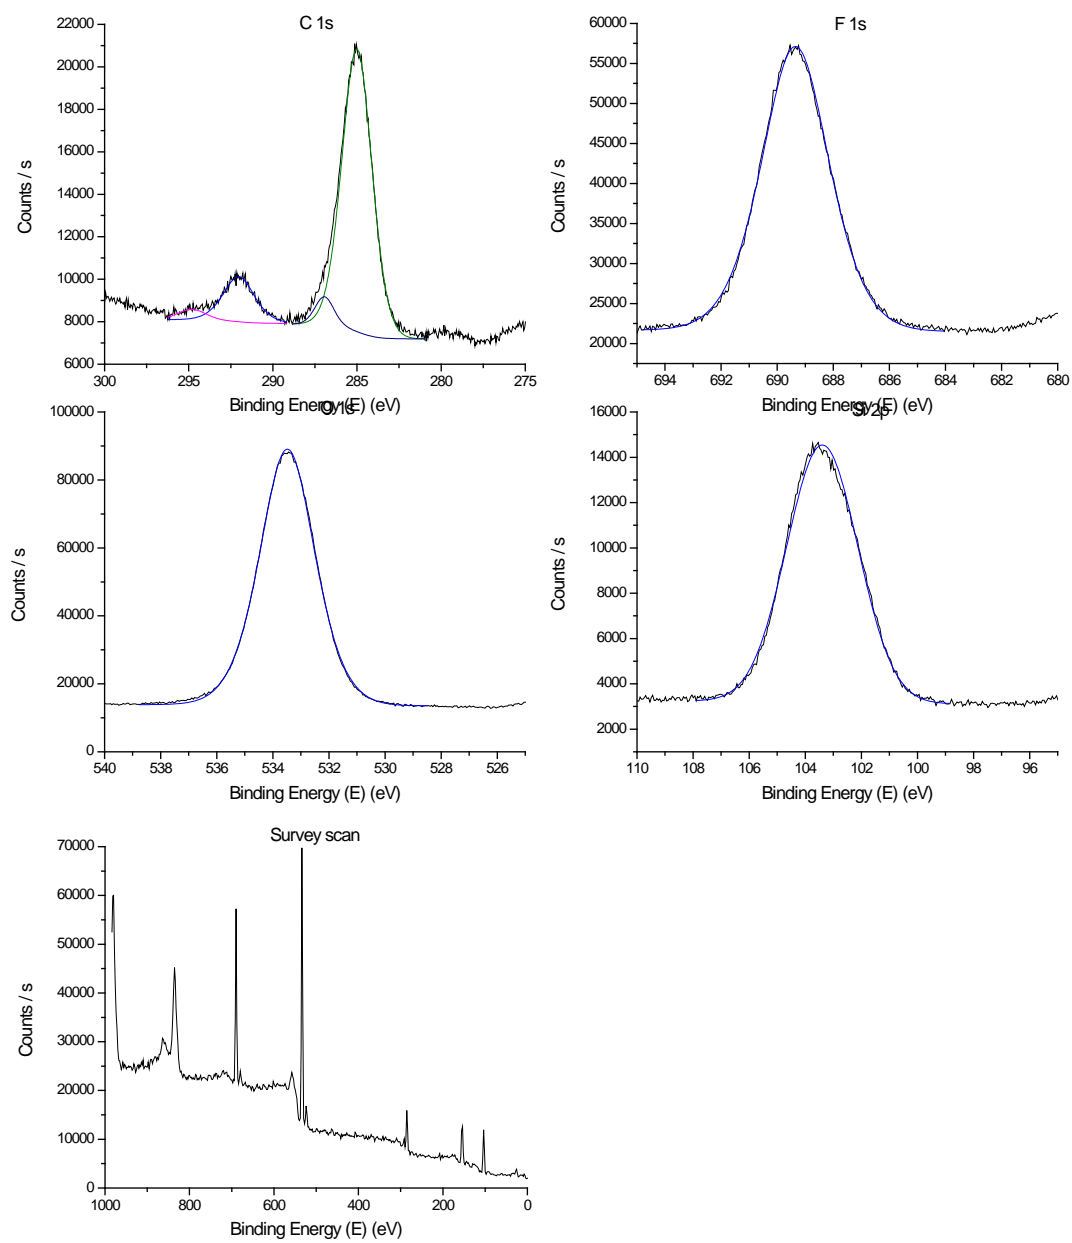 C 1s
22000
20000
18000
16000
14000
12000
10000
8000
6000
Counts / s
300 295 290 285 280 275
Binding Energy (E) (eV)
F 1s
60000
55000
50000
45000
40000
35000
30000
25000
20000
Counts / s
694 692 690 688 686 684 682 680
Binding Energy (E) (eV)
O 1s
100000
80000
60000
40000
20000
0
Counts / s
540 538 536 534 532 530 528 526
Binding Energy (E) (eV)
Si 2p
16000
14000
12000
10000
8000
6000
4000
2000
Counts / s
110 108 106 104 102 100 98 96
Binding Energy (E) (eV)
Survey scan
70000
60000
50000
40000
30000
20000
10000
0
Counts / s
1000 800 600 400 200 0
Binding Energy (E) (eV)